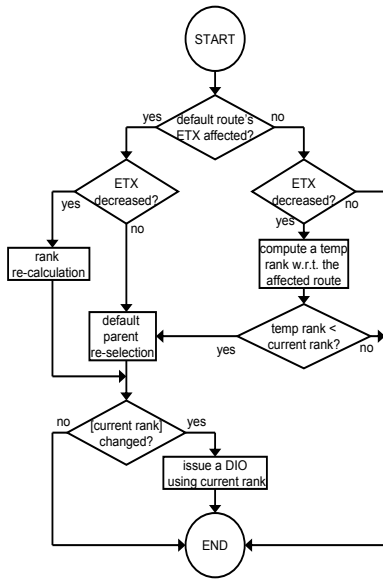 START
default route's
ETX affected?
yes
no
ETX
decreased?
yes
no
ETX
decreased?
no
yes
rank
re-calculation
compute a temp
rank w.r.t. the
affected route
default
parent
re-selection
temp rank <
current rank?
yes
no
[current rank]
changed?
no
yes
issue a DIO
using current rank
END